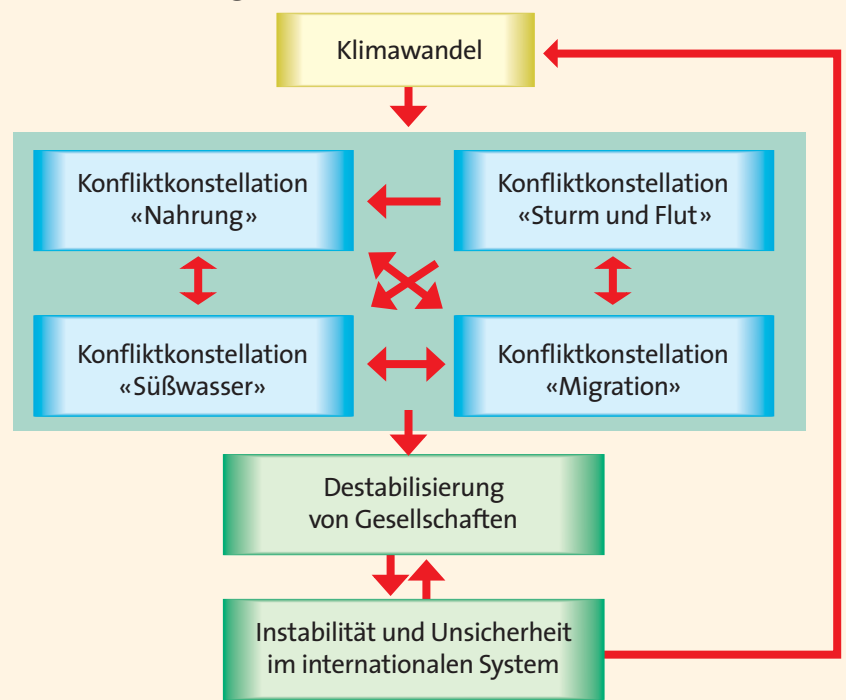 Klimawandel
Konfliktkonstellation
«Nahrung»
Konfliktkonstellation
«Sturm und Flut»
Konfliktkonstellation
«Süßwasser»
Konfliktkonstellation
«Migration»
Destabilisierung
von Gesellschaften
Instabilität und Unsicherheit
im internationalen System